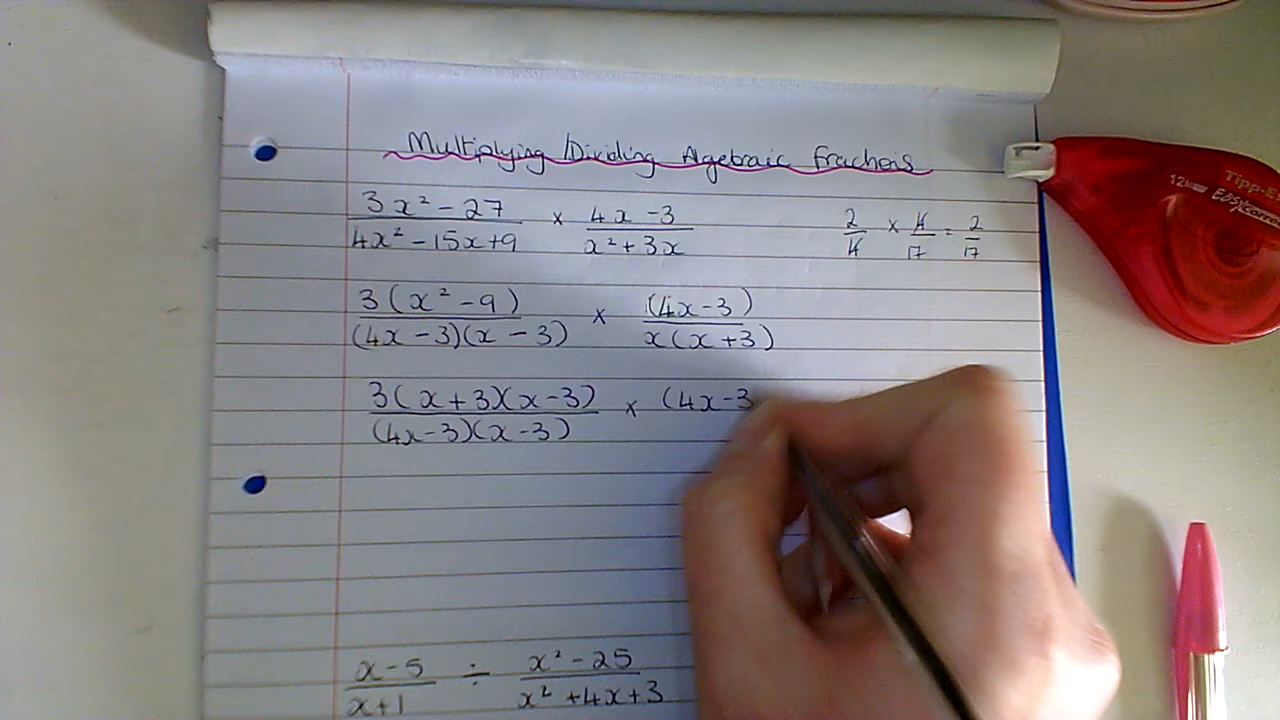 Multiplying Dividing Algebraic Fractions
3x² - 27 / 4x² - 15x + 9 × 4x - 3 / x² + 3x
2/4 × 4/17 = 2/17
3(x² - 9) / (4x - 3)(x - 3) × (4x - 3) / x(x + 3)
3(x + 3)(x - 3) / (4x - 3)(x - 3) × (4x - 3
x - 5 / x + 1 ÷ x² - 25 / x² + 4x + 3
12
Tipp-E
EASY Correc